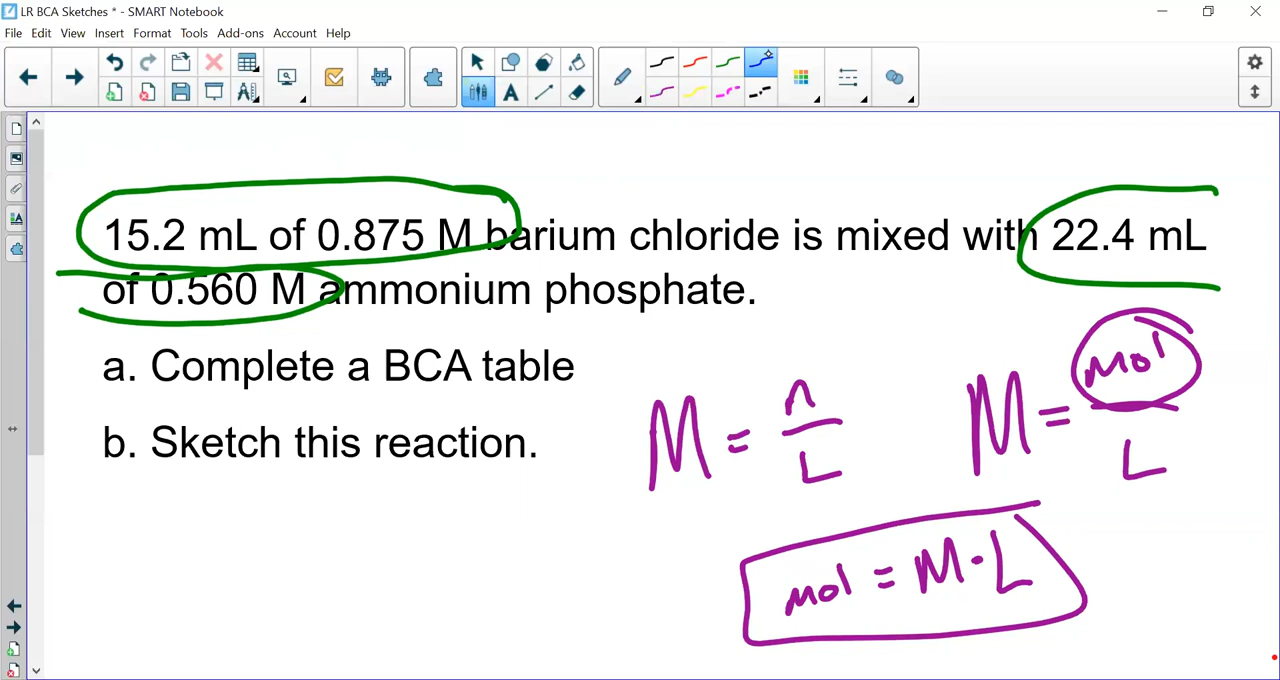 LR BCA Sketches * - SMART Notebook
File Edit View Insert Format Tools Add-ons Account Help
15.2 mL of 0.875 M barium chloride is mixed with 22.4 mL
of 0.560 M ammonium phosphate.
a. Complete a BCA table
b. Sketch this reaction.
M = n / L
M = mol / L
mol = M · L